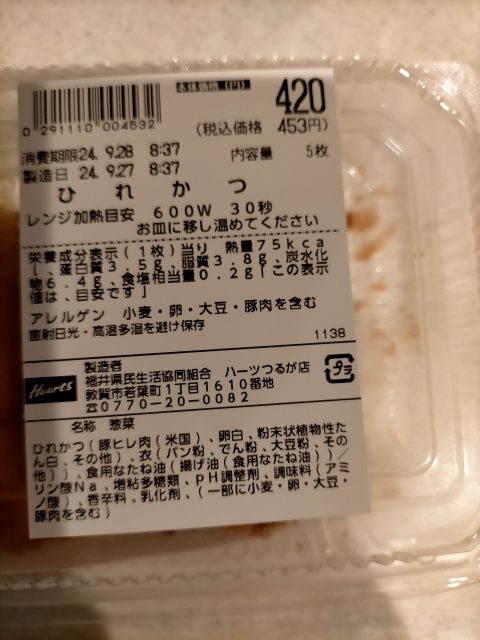 本体価格(円) 420
0 291110 004532
(税込価格 453円)
消費期限24. 9.28 8:37
製造日 24. 9.27 8:37
内容量 5枚
ひれかつ
レンジ加熱目安 600W 30秒
お皿に移し温めてください
栄養成分表示(1枚)当り 熱量75kca
l、蛋白質3.5g、脂質3.8g、炭水化
物6.4g、食塩相当量0.2g[この表示
値は、目安です]
アレルゲン 小麦・卵・大豆・豚肉を含む
直射日光・高温多湿を避け保存
1138
Hearts
製造者
福井県民生活協同組合 ハーツつるが店
敦賀市若葉町1丁目1610番地
☎0770-20-0082
プラ
名称 惣菜
ひれかつ(豚ヒレ肉(米国)、卵白、粉末状植物性た
ん白、その他)、衣(パン粉、でん粉、大豆粉、その
他)、食用なたね油(揚げ油(食用なたね油))/
リン酸Na、増粘多糖類、pH調整剤、調味料(アミ
ノ酸)、香辛料、乳化剤、(一部に小麦・卵・大豆・
豚肉を含む)